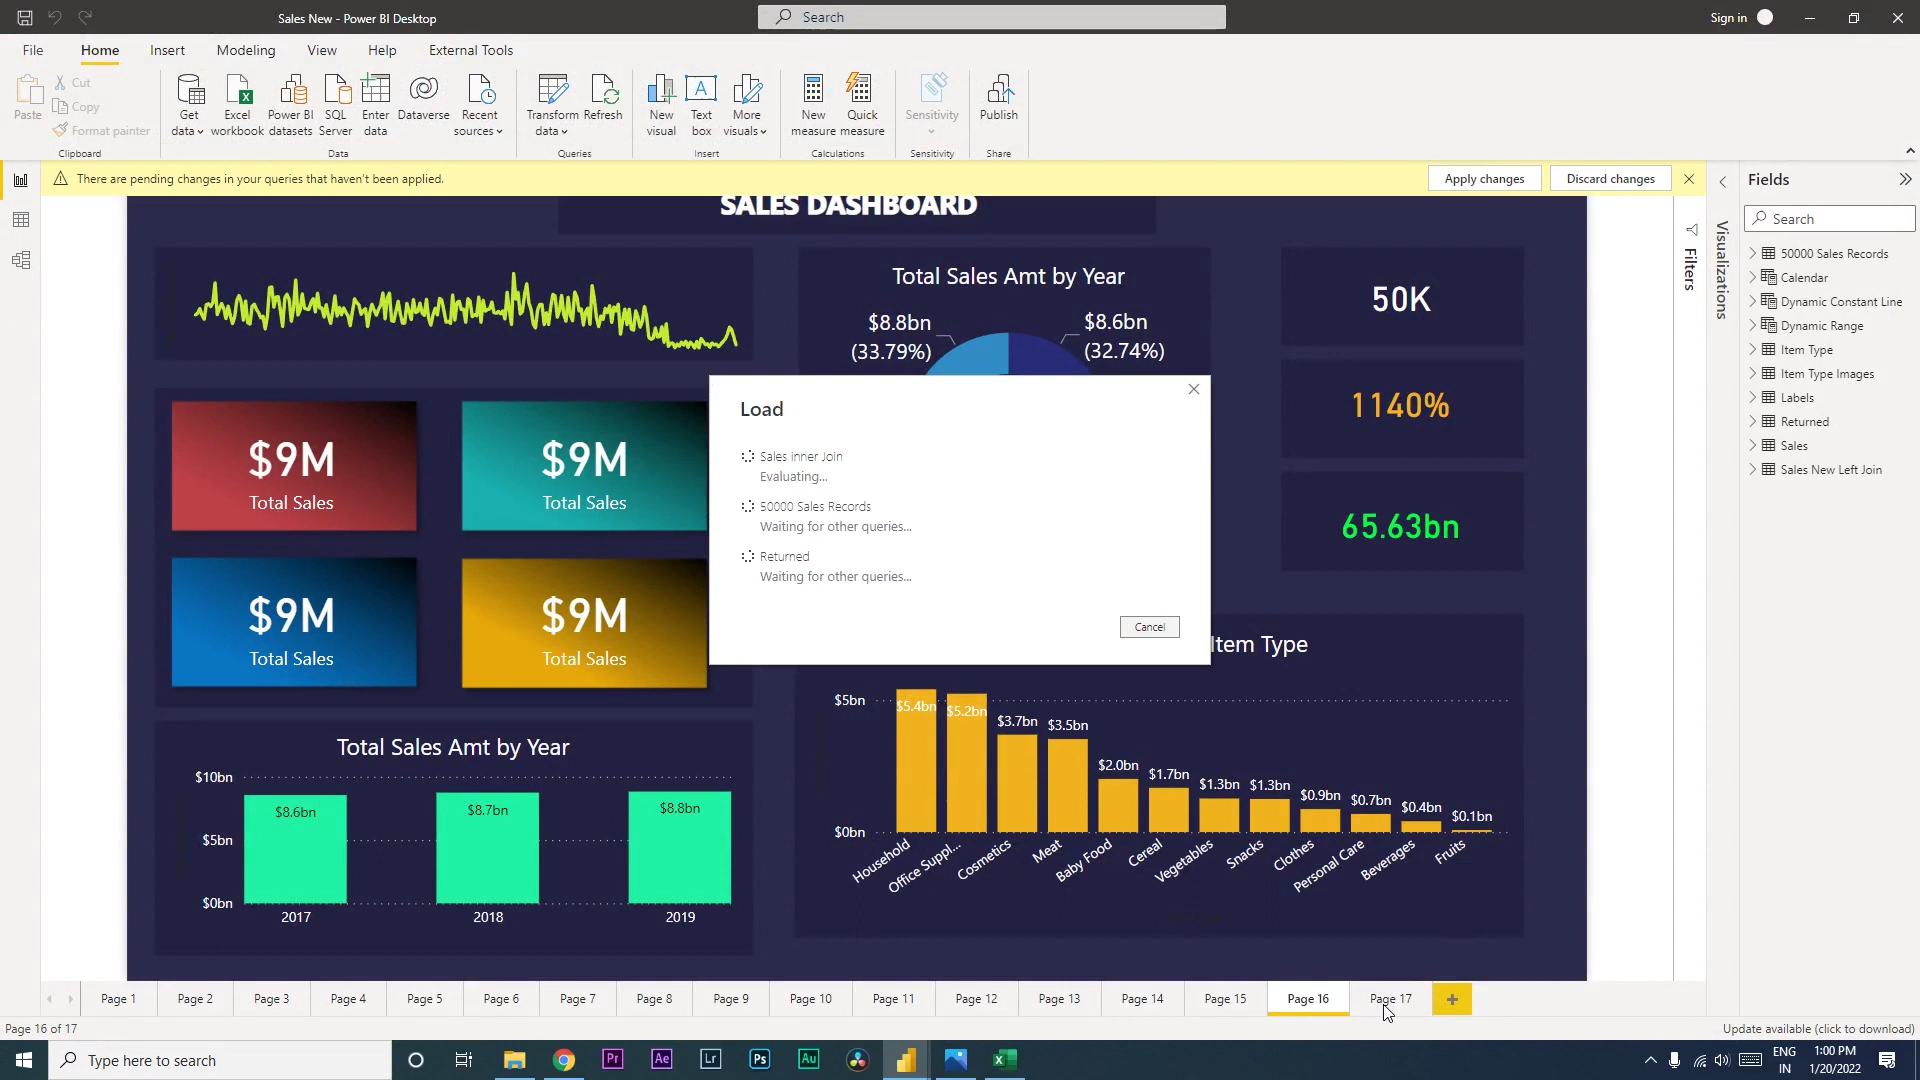 Sales New - Power BI Desktop
Search
Sign in
File
Home
Insert
Modeling
View
Help
External Tools
Paste
Cut
Copy
Format painter
Clipboard
Get data
Excel workbook
Power BI datasets
SQL Server
Enter data
Dataverse
Recent sources
Data
Transform data
Refresh
Queries
New visual
Text box
More visuals
Insert
New measure
Quick measure
Calculations
Sensitivity
Sensitivity
Publish
Share
There are pending changes in your queries that haven't been applied.
Apply changes
Discard changes
SALES DASHBOARD
Total Sales Amt by Year
$8.8bn
(33.79%)
$8.6bn
(32.74%)
50K
1140%
65.63bn
$9M
Total Sales
$9M
Total Sales
$9M
Total Sales
$9M
Total Sales
Load
Sales inner Join
Evaluating...
50000 Sales Records
Waiting for other queries...
Returned
Waiting for other queries...
Cancel
Item Type
$5bn
$0bn
$5.4bn
$5.2bn
$3.7bn
$3.5bn
$2.0bn
$1.7bn
$1.3bn
$1.3bn
$0.9bn
$0.7bn
$0.4bn
$0.1bn
Household
Office Suppl...
Cosmetics
Meat
Baby Food
Cereal
Vegetables
Snacks
Clothes
Personal Care
Beverages
Fruits
Total Sales Amt by Year
$10bn
$5bn
$0bn
$8.6bn
$8.7bn
$8.8bn
2017
2018
2019
Filters
Visualizations
Fields
Search
50000 Sales Records
Calendar
Dynamic Constant Line
Dynamic Range
Item Type
Item Type Images
Labels
Returned
Sales
Sales New Left Join
Page 1
Page 2
Page 3
Page 4
Page 5
Page 6
Page 7
Page 8
Page 9
Page 10
Page 11
Page 12
Page 13
Page 14
Page 15
Page 16
Page 17
Page 16 of 17
Update available (click to download)
Type here to search
Pr
Ae
Lr
Ps
Au
ENG
IN
1:00 PM
1/20/2022